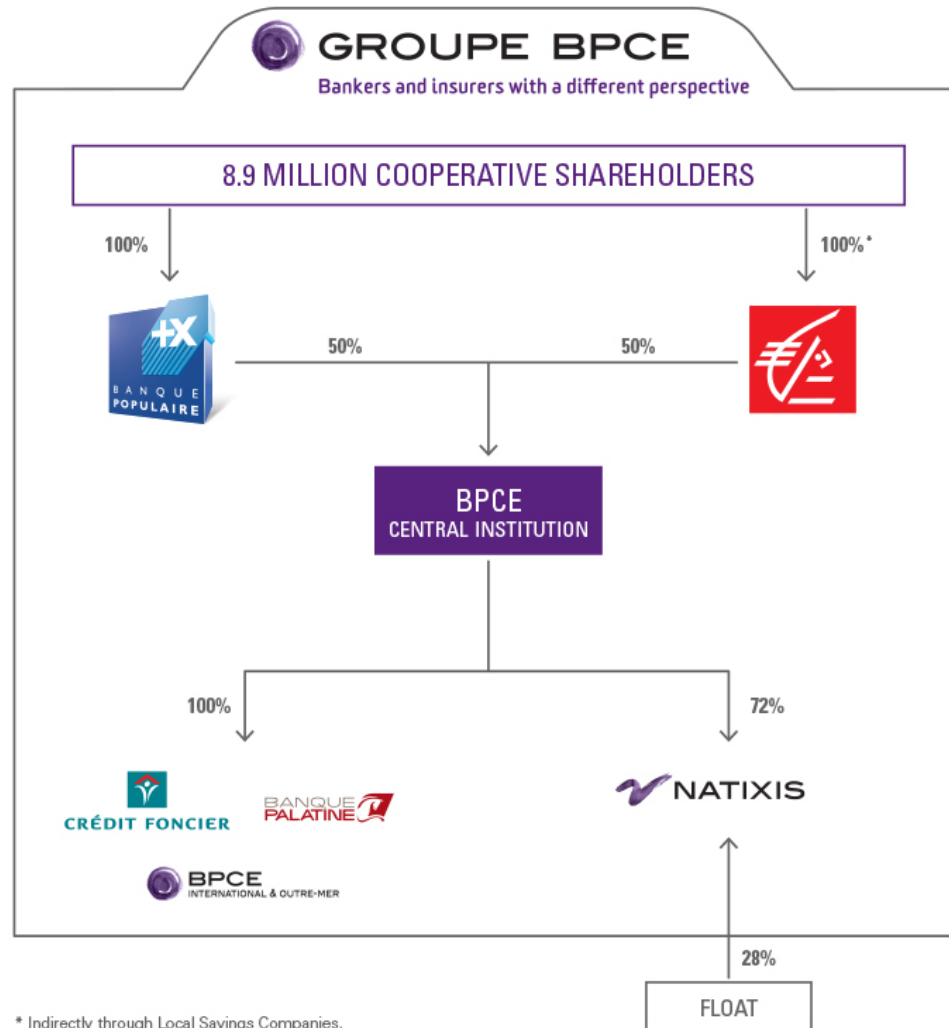 GROUPE BPCE
Bankers and insurers with a different perspective
8.9 MILLION COOPERATIVE SHAREHOLDERS
100%
100%*
+X
BANQUE
POPULAIRE
50%
50%
BPCE
CENTRAL INSTITUTION
100%
72%
CRÉDIT FONCIER
BANQUE
PALATINE
NATIXIS
BPCE
INTERNATIONAL & OUTRE-MER
28%
FLOAT
* Indirectly through Local Savings Companies.